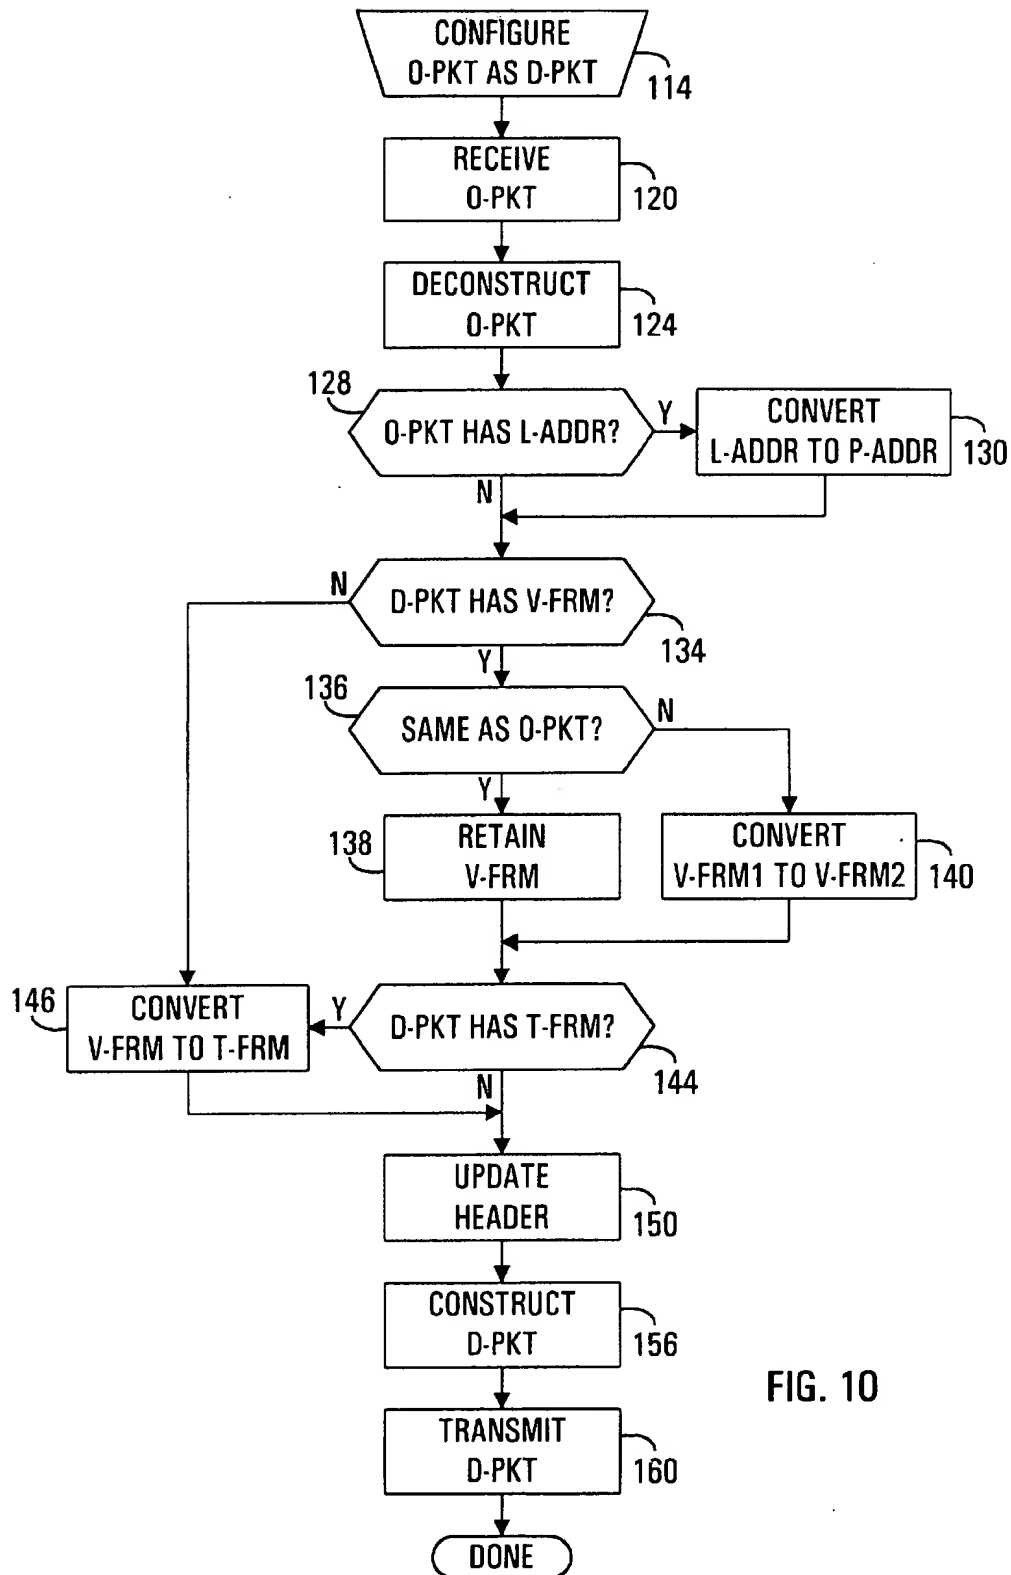 CONFIGURE
O-PKT AS D-PKT
114
RECEIVE
O-PKT
120
DECONSTRUCT
O-PKT
124
128
O-PKT HAS L-ADDR?
Y
CONVERT
L-ADDR TO P-ADDR
130
N
N
D-PKT HAS V-FRM?
134
Y
136
SAME AS O-PKT?
N
Y
138
RETAIN
V-FRM
CONVERT
V-FRM1 TO V-FRM2
140
146
CONVERT
V-FRM TO T-FRM
Y
D-PKT HAS T-FRM?
144
N
UPDATE
HEADER
150
CONSTRUCT
D-PKT
156
FIG. 10
TRANSMIT
D-PKT
160
DONE